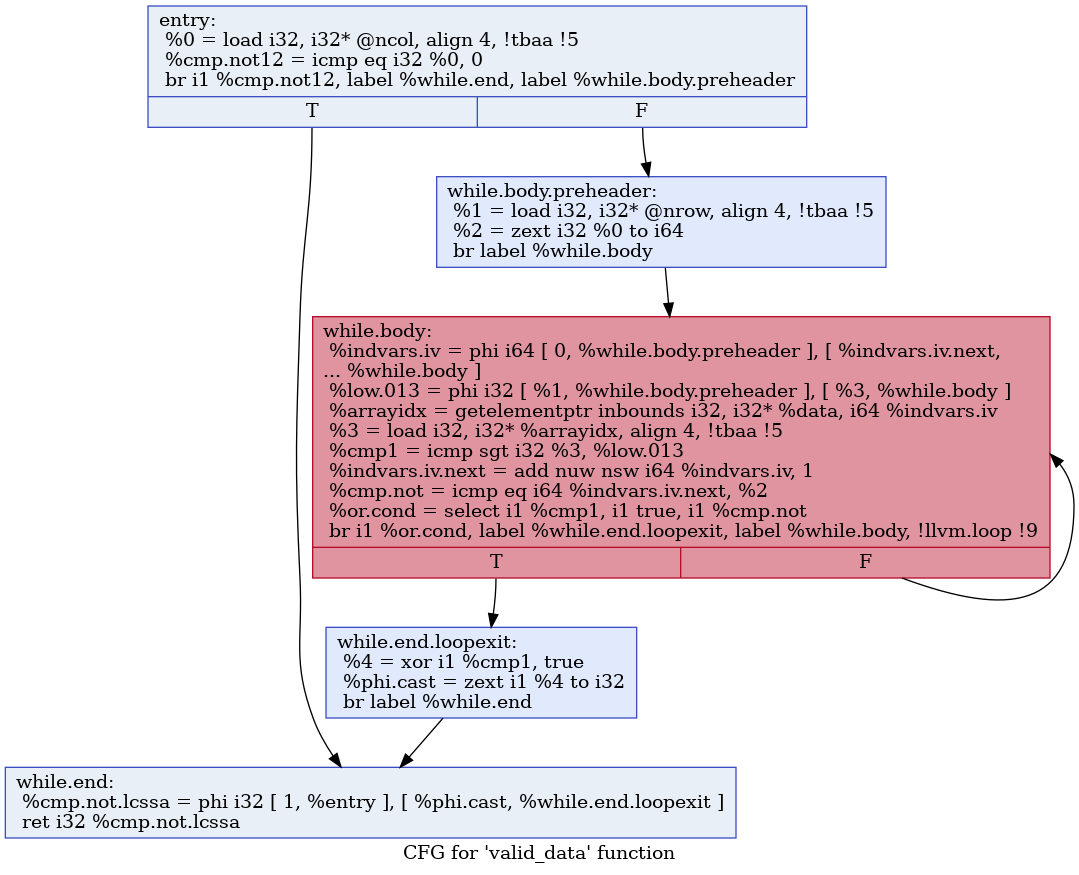 entry:
%0 = load i32, i32* @ncol, align 4, !tbaa !5
%cmp.not12 = icmp eq i32 %0, 0
br i1 %cmp.not12, label %while.end, label %while.body.preheader
T F
while.body.preheader:
%1 = load i32, i32* @nrow, align 4, !tbaa !5
%2 = zext i32 %0 to i64
br label %while.body
while.body:
%indvars.iv = phi i64 [ 0, %while.body.preheader ], [ %indvars.iv.next,
... %while.body ]
%low.013 = phi i32 [ %1, %while.body.preheader ], [ %3, %while.body ]
%arrayidx = getelementptr inbounds i32, i32* %data, i64 %indvars.iv
%3 = load i32, i32* %arrayidx, align 4, !tbaa !5
%cmp1 = icmp sgt i32 %3, %low.013
%indvars.iv.next = add nuw nsw i64 %indvars.iv, 1
%cmp.not = icmp eq i64 %indvars.iv.next, %2
%or.cond = select i1 %cmp1, i1 true, i1 %cmp.not
br i1 %or.cond, label %while.end.loopexit, label %while.body, !llvm.loop !9
T F
while.end.loopexit:
%4 = xor i1 %cmp1, true
%phi.cast = zext i1 %4 to i32
br label %while.end
while.end:
%cmp.not.lcssa = phi i32 [ 1, %entry ], [ %phi.cast, %while.end.loopexit ]
ret i32 %cmp.not.lcssa
CFG for 'valid_data' function